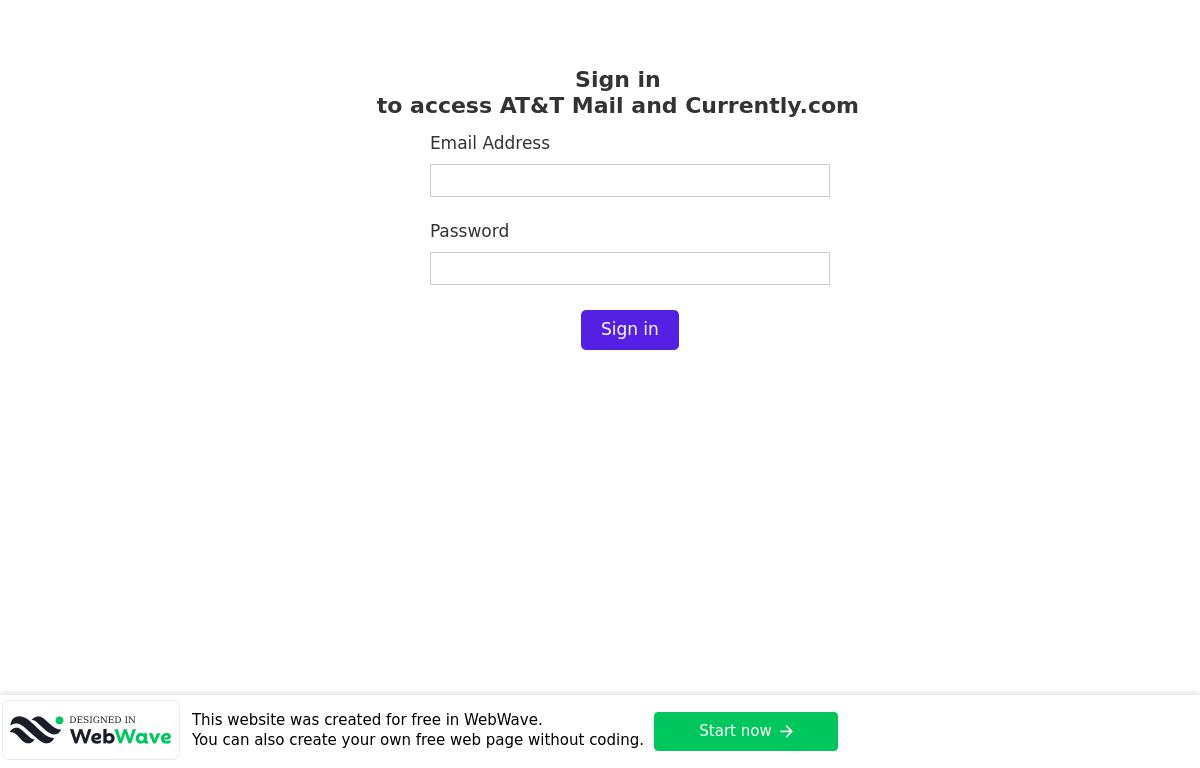 Sign in
to access AT&T Mail and Currently.com
Email Address
Password
Sign in
DESIGNED IN
WebWave
This website was created for free in WebWave.
You can also create your own free web page without coding.
Start now →